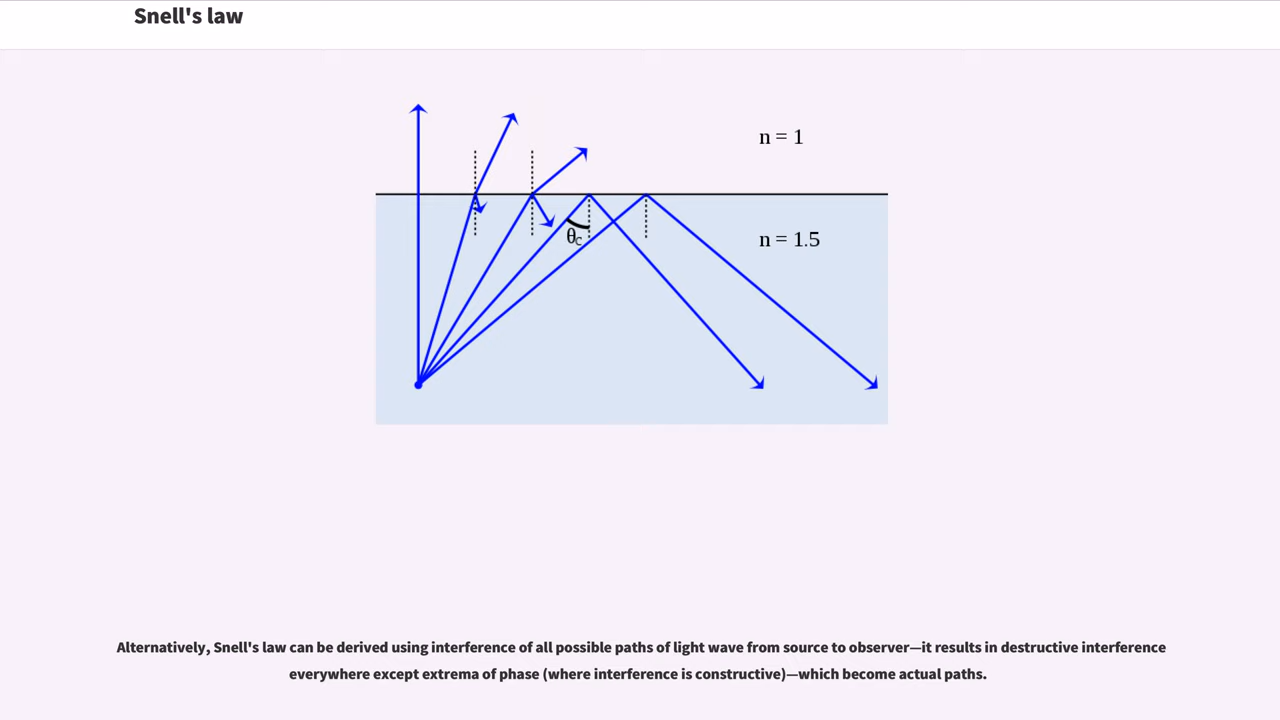 Snell's law
n = 1
n = 1.5
θc
Alternatively, Snell's law can be derived using interference of all possible paths of light wave from source to observer—it results in destructive interference
everywhere except extrema of phase (where interference is constructive)—which become actual paths.